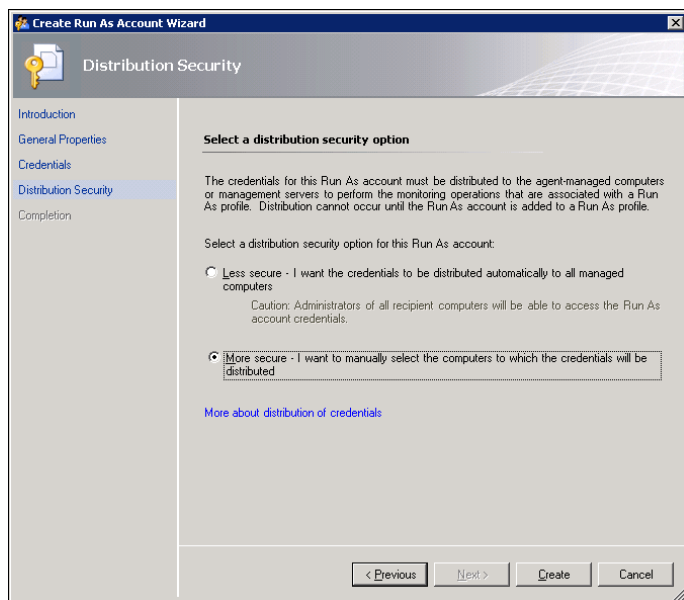 Create Run As Account Wizard
Distribution Security
Introduction
General Properties
Credentials
Distribution Security
Completion
Select a distribution security option
The credentials for this Run As account must be distributed to the agent-managed computers
or management servers to perform the monitoring operations that are associated with a Run
As profile. Distribution cannot occur until the Run As account is added to a Run As profile.
Select a distribution security option for this Run As account:
Less secure - I want the credentials to be distributed automatically to all managed
computers
Caution: Administrators of all recipient computers will be able to access the Run As
account credentials.
More secure - I want to manually select the computers to which the credentials will be
distributed
More about distribution of credentials
< Previous
Next >
Create
Cancel